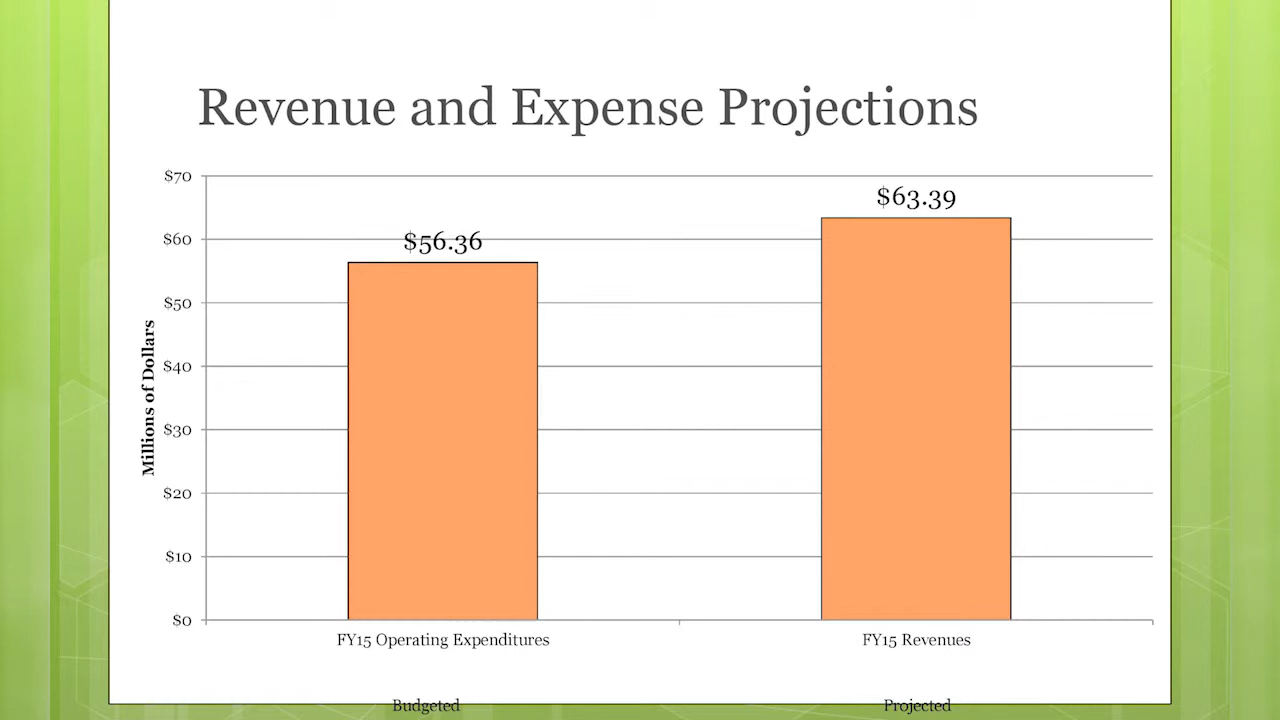 Revenue and Expense Projections
$70
$63.39
$60
$56.36
$50
$40
$30
$20
$10
$0
Millions of Dollars
FY15 Operating Expenditures
FY15 Revenues
Budgeted
Projected